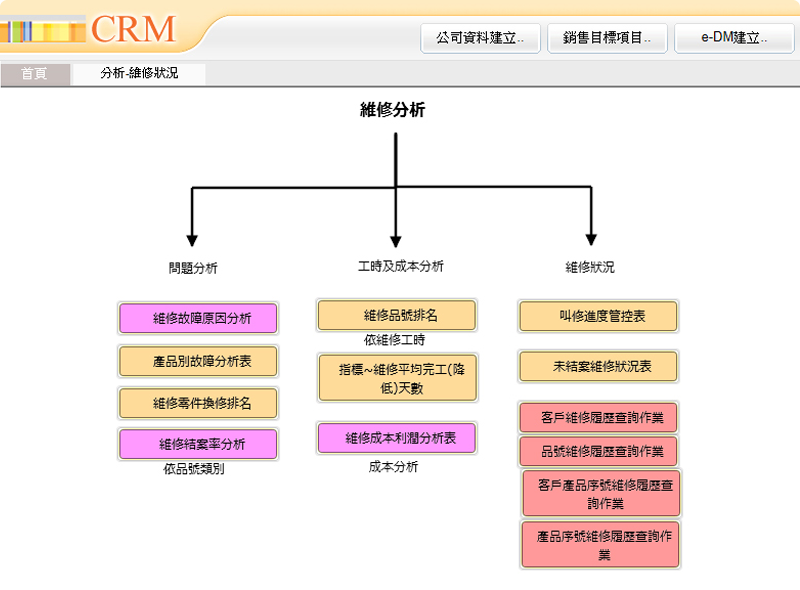 CRM
公司資料建立..
銷售目標項目..
e-DM建立..
首頁
分析-維修狀況
維修分析
問題分析
工時及成本分析
維修狀況
維修故障原因分析
產品別故障分析表
維修零件換修排名
維修結案率分析
依品號類別
維修品號排名
依維修工時
指標~維修平均完工(降
低)天數
維修成本利潤分析表
成本分析
叫修進度管控表
未結案維修狀況表
客戶維修履歷查詢作業
品號維修履歷查詢作業
客戶產品序號維修履歷查
詢作業
產品序號維修履歷查詢作
業